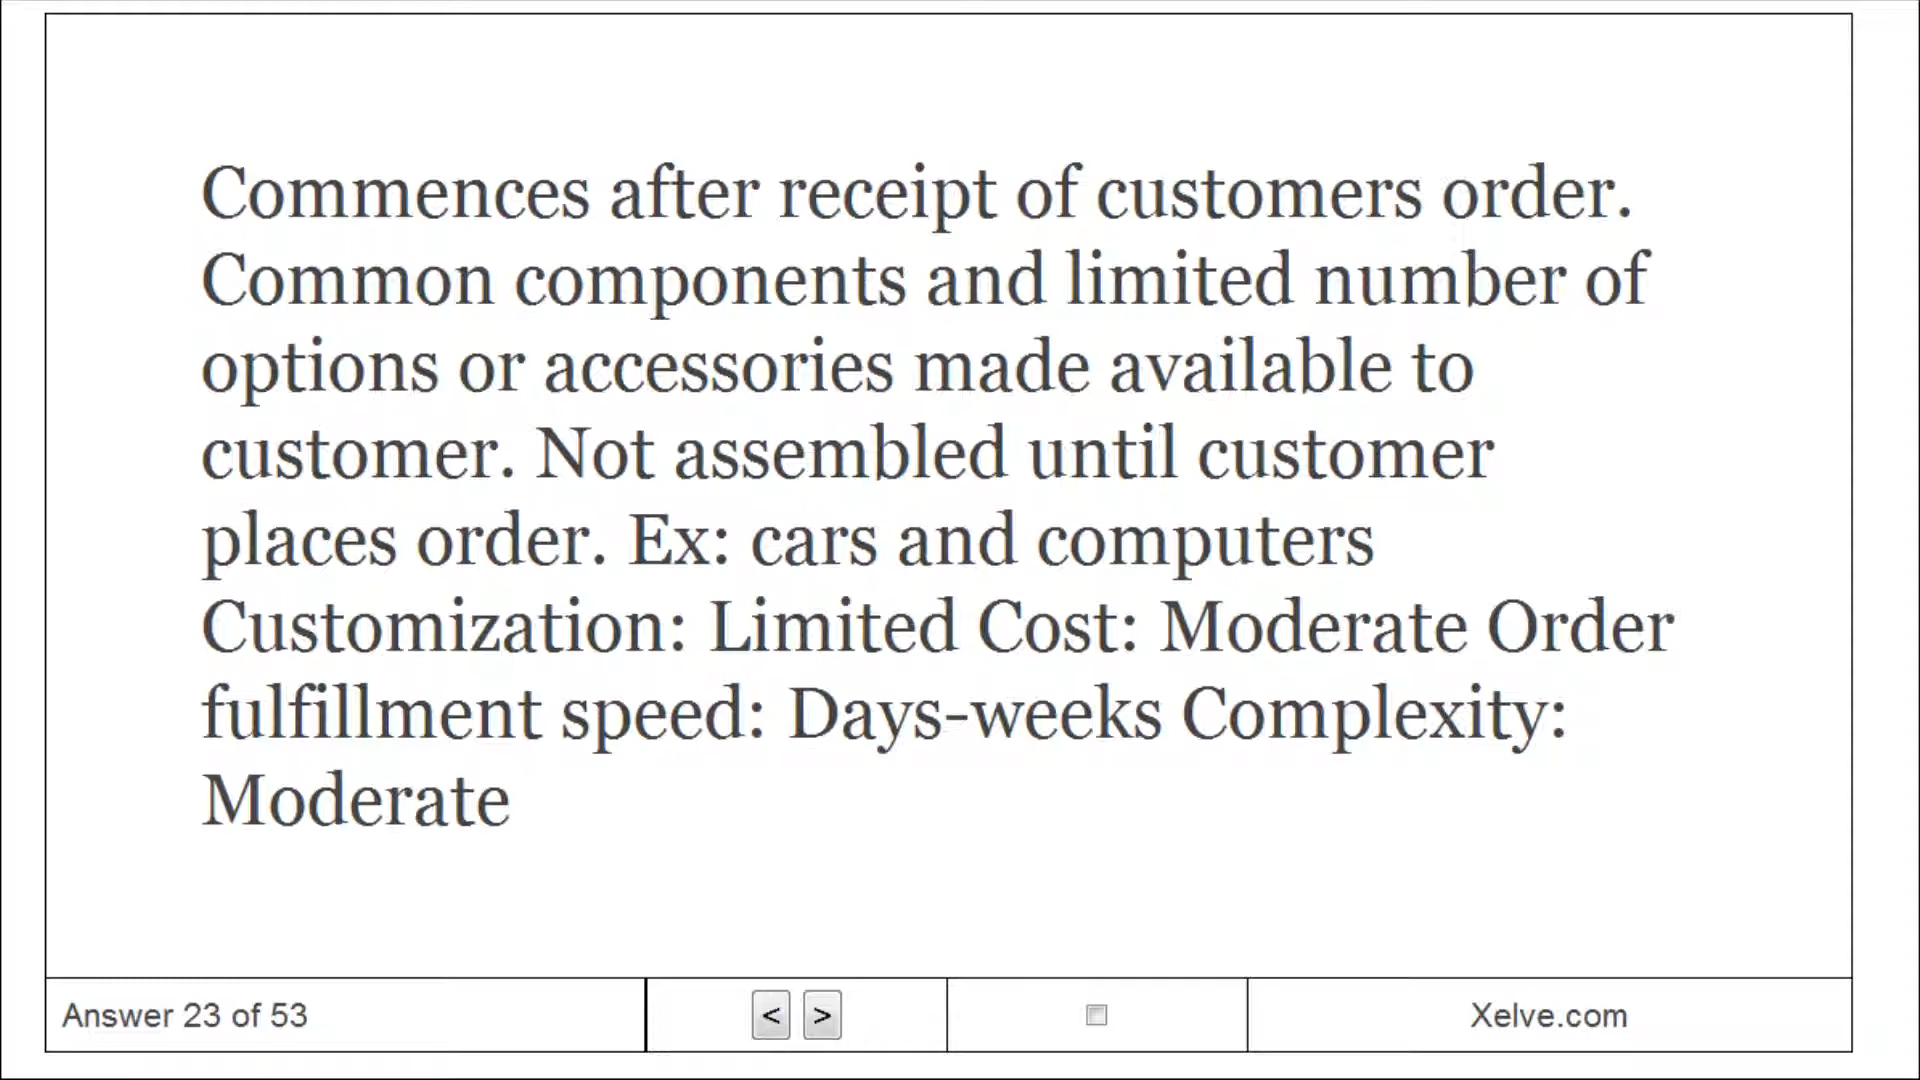 Commences after receipt of customers order.
Common components and limited number of
options or accessories made available to
customer. Not assembled until customer
places order. Ex: cars and computers
Customization: Limited Cost: Moderate Order
fulfillment speed: Days-weeks Complexity:
Moderate
Answer 23 of 53
< >
Xelve.com